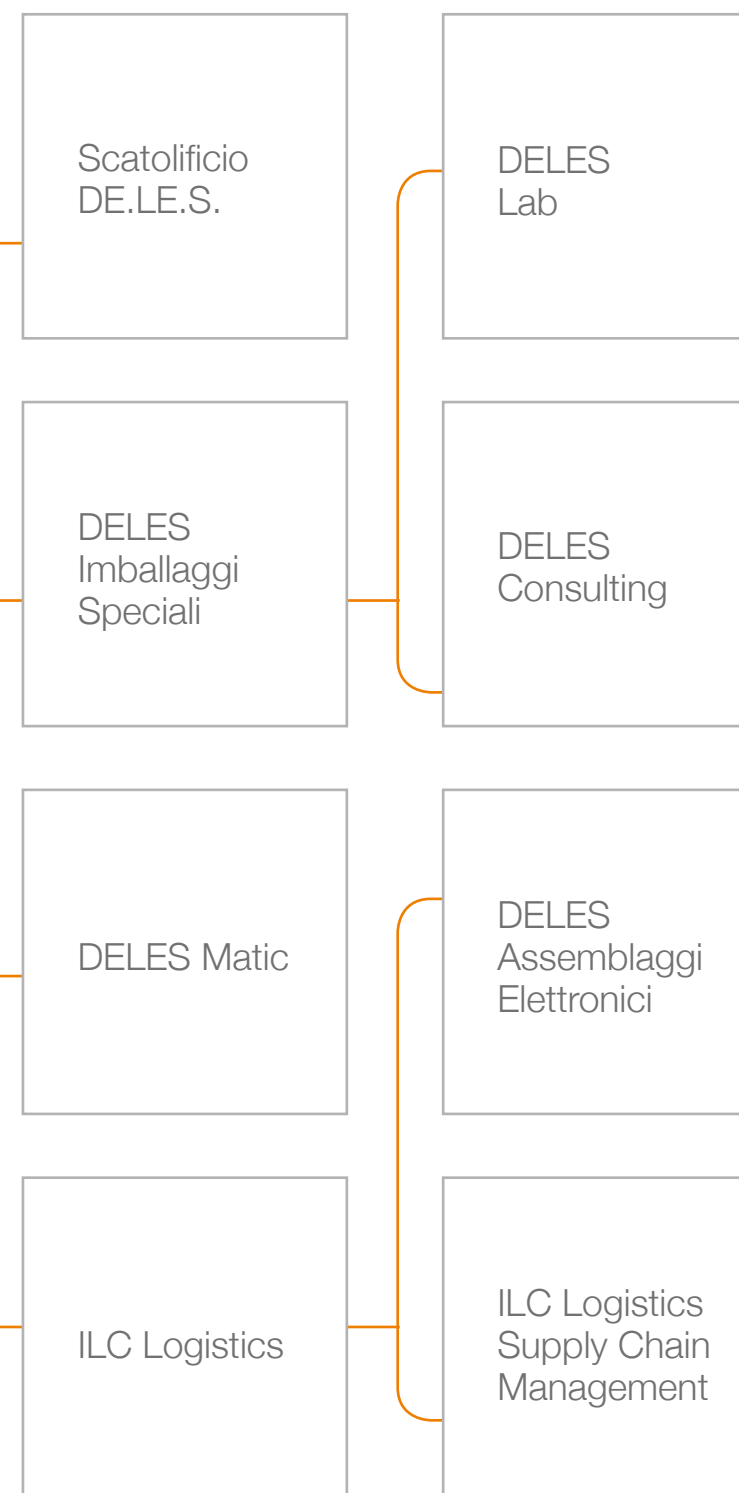 Scatolificio
DE.LE.S.
DELES
Lab
DELES
Imballaggi
Speciali
DELES
Consulting
DELES Matic
DELES
Assemblaggi
Elettronici
ILC Logistics
ILC Logistics
Supply Chain
Management